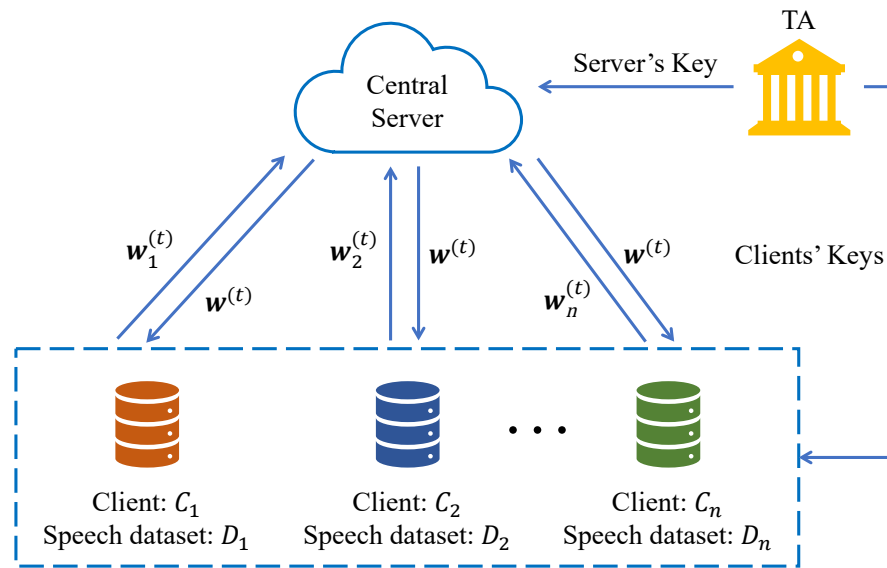 TA
Server's Key
Central
Server
w_1^{(t)}
w^{(t)}
w_2^{(t)}
w^{(t)}
w_n^{(t)}
w^{(t)}
Clients' Keys
Client: C_1
Speech dataset: D_1
Client: C_2
Speech dataset: D_2
· · ·
Client: C_n
Speech dataset: D_n